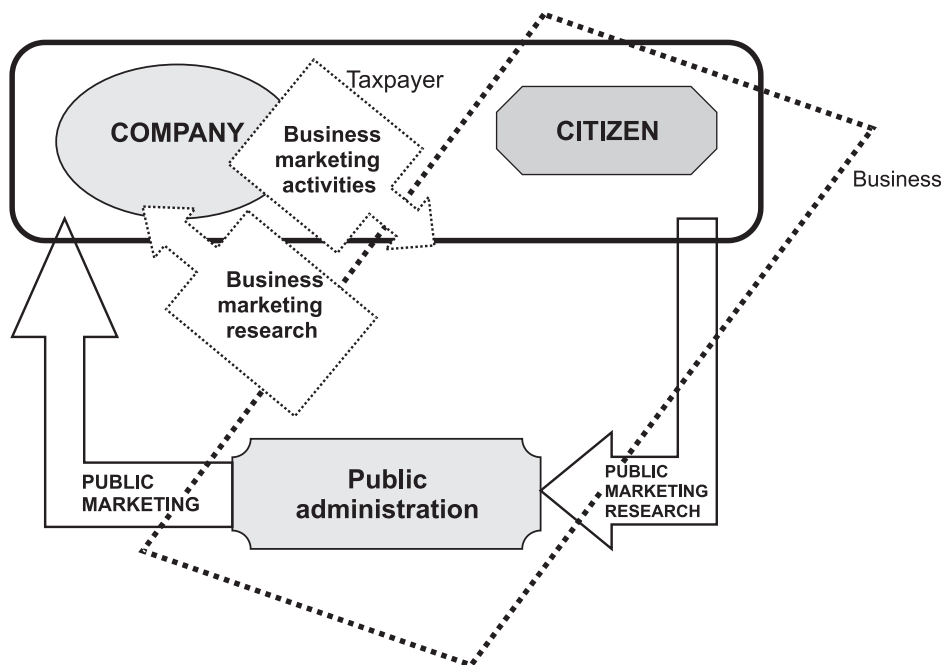 Taxpayer
COMPANY
Business
marketing
activities
CITIZEN
Business
Business
marketing
research
PUBLIC
MARKETING
Public
administration
PUBLIC
MARKETING
RESEARCH